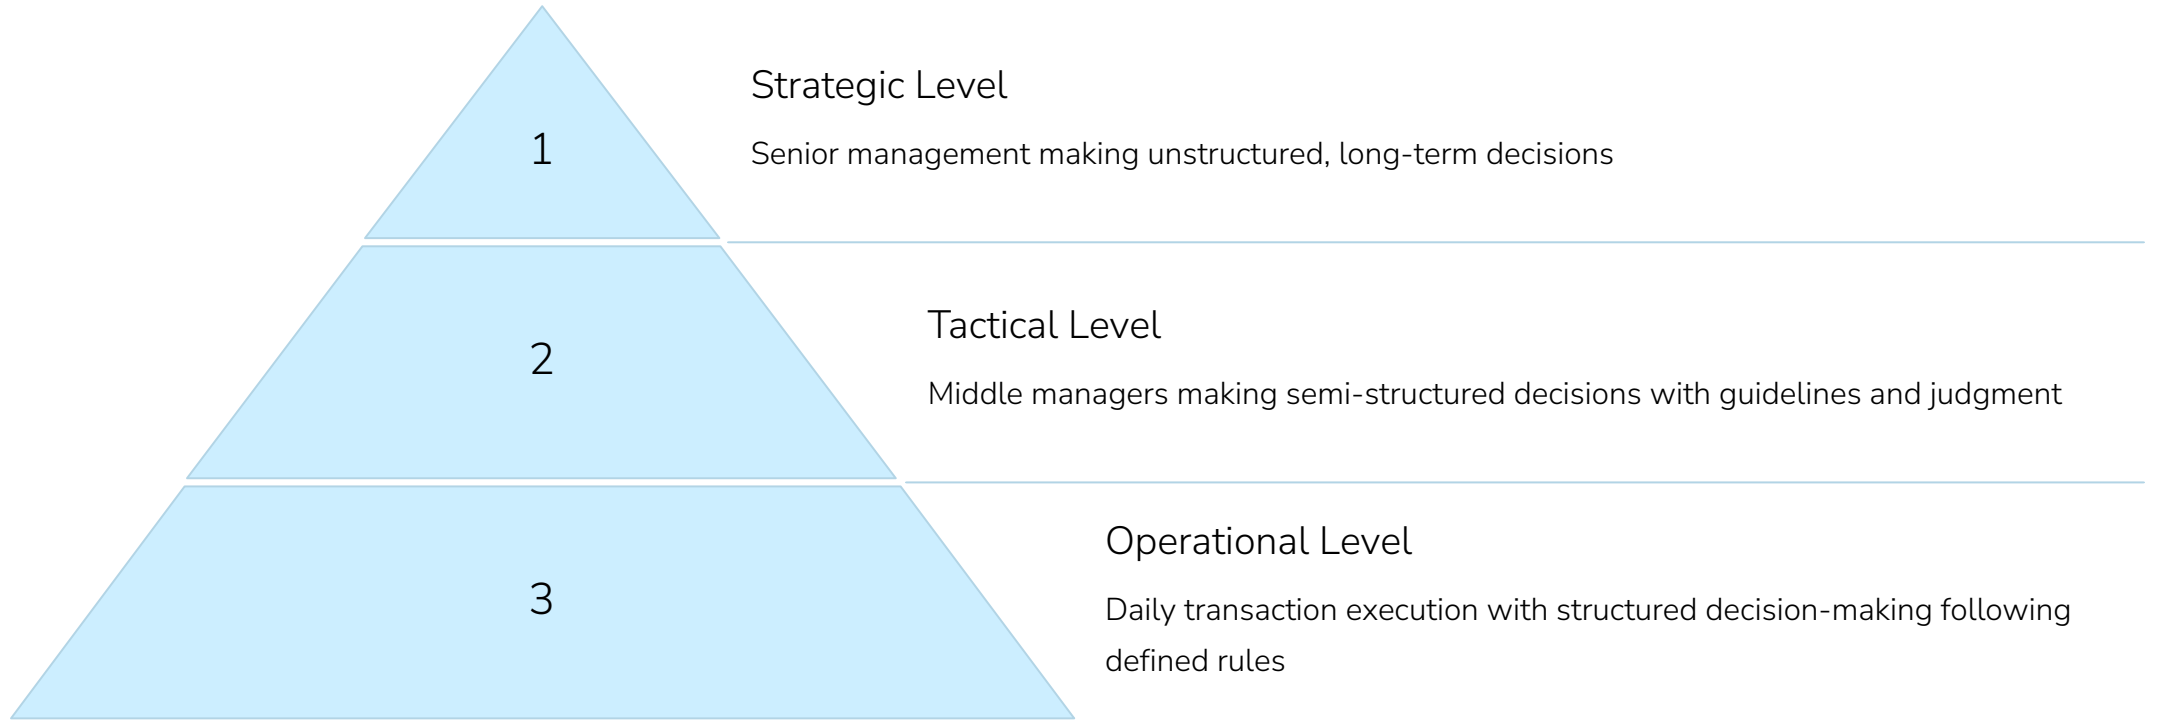 1
Strategic Level
Senior management making unstructured, long-term decisions
2
Tactical Level
Middle managers making semi-structured decisions with guidelines and judgment
3
Operational Level
Daily transaction execution with structured decision-making following
defined rules